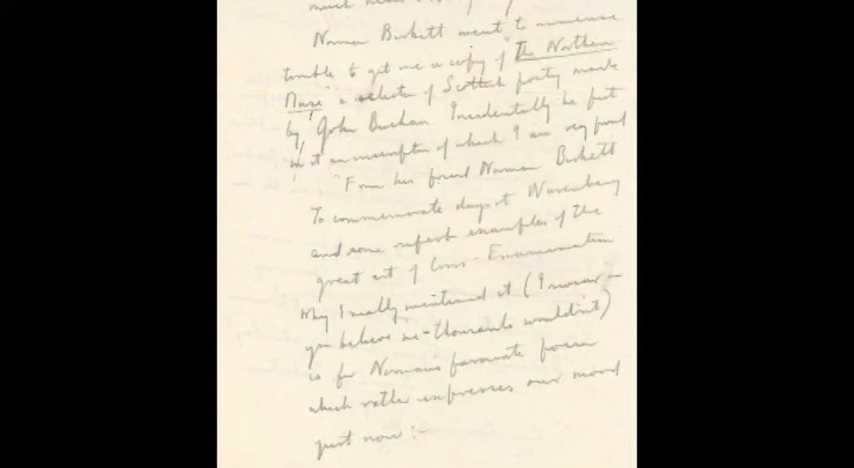 much
Norman Birkett went to immense
trouble to get me a copy of "The Northern
Muse" a selection of Scottish poetry made
by John Buchan Incidentally he put
in it an inscription of which I am very proud
"From his friend Norman Birkett
To commemorate days at Nuremberg
and some superb examples of the
great art of Cross-Examination
Why I really mentioned it (I swear –
you believe me – thousands wouldn't)
is for Norman's favourite poem
which rather expresses our mood
just now :–